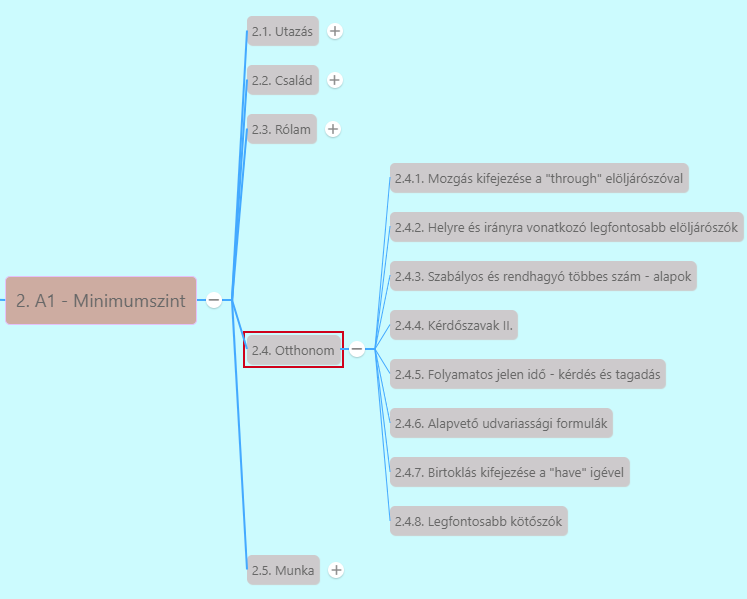 2.1. Utazás
2.2. Család
2.3. Rólam
2.4.1. Mozgás kifejezése a "through" elöljárószóval
2.4.2. Helyre és irányra vonatkozó legfontosabb elöljárószók
2.4.3. Szabályos és rendhagyó többes szám - alapok
2. A1 - Minimumszint
2.4.4. Kérdőszavak II.
2.4. Otthonom
2.4.5. Folyamatos jelen idő - kérdés és tagadás
2.4.6. Alapvető udvariassági formulák
2.4.7. Birtoklás kifejezése a "have" igével
2.4.8. Legfontosabb kötőszók
2.5. Munka